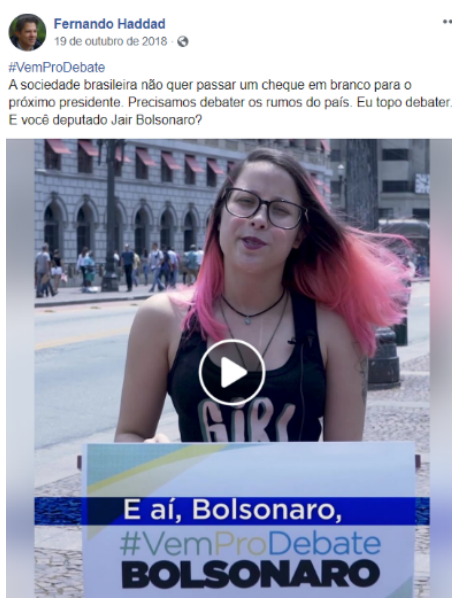 Fernando Haddad
19 de outubro de 2018 ·
#VemProDebate
A sociedade brasileira não quer passar um cheque em branco para o
próximo presidente. Precisamos debater os rumos do país. Eu topo debater.
E você deputado Jair Bolsonaro?
GIRL
E aí, Bolsonaro,
#VemProDebate
BOLSONARO